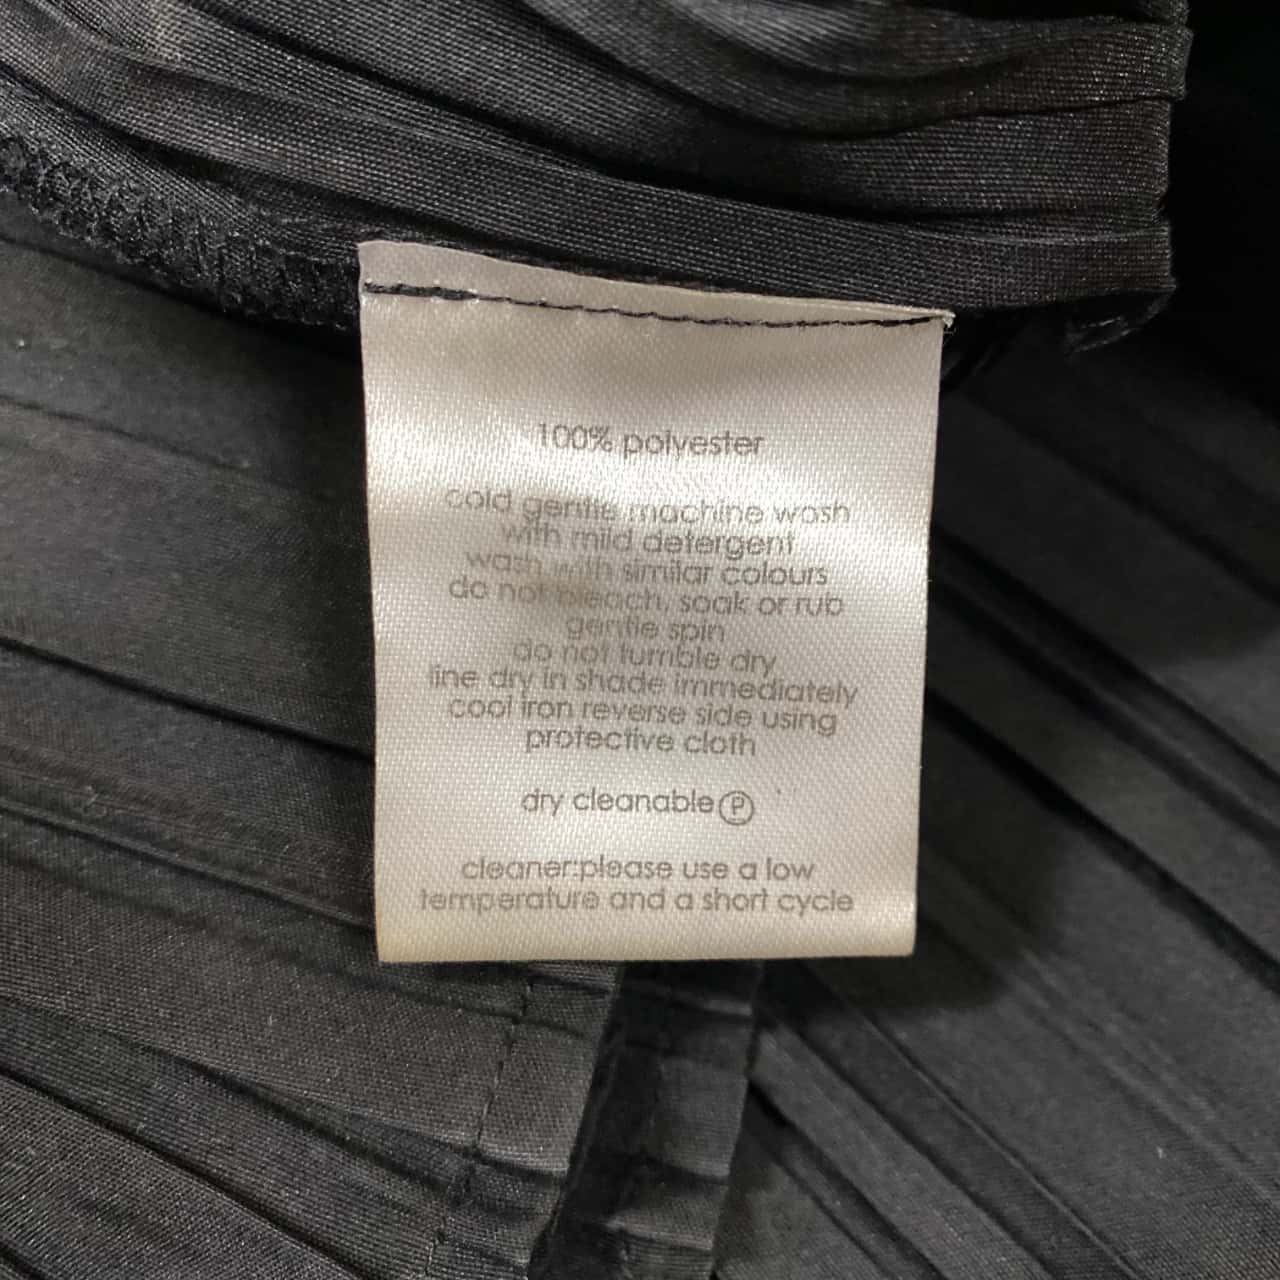 100% polyester
cold gentle machine wash
with mild detergent
wash with similar colours
do not bleach, soak or rub
gentle spin
do not tumble dry
line dry in shade immediately
cool iron reverse side using
protective cloth
dry cleanable Ⓟ
cleaner:please use a low
temperature and a short cycle